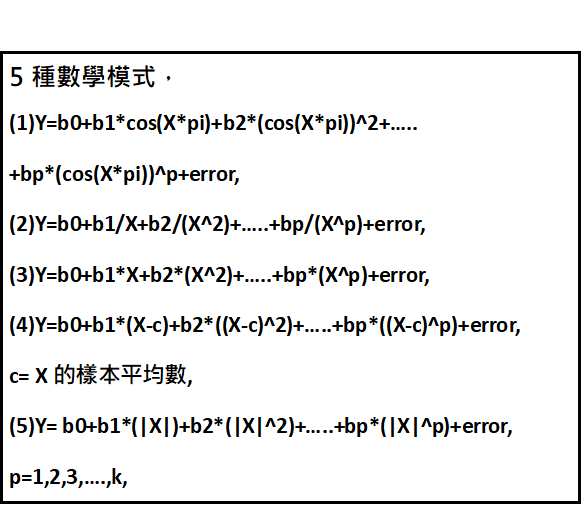 5 種數學模式，
(1)Y=b0+b1*cos(X*pi)+b2*(cos(X*pi))^2+…..
+bp*(cos(X*pi))^p+error,
(2)Y=b0+b1/X+b2/(X^2)+…..+bp/(X^p)+error,
(3)Y=b0+b1*X+b2*(X^2)+…..+bp*(X^p)+error,
(4)Y=b0+b1*(X-c)+b2*((X-c)^2)+…..+bp*((X-c)^p)+error,
c= X 的樣本平均數,
(5)Y= b0+b1*(|X|)+b2*(|X|^2)+…..+bp*(|X|^p)+error,
p=1,2,3,….,k,